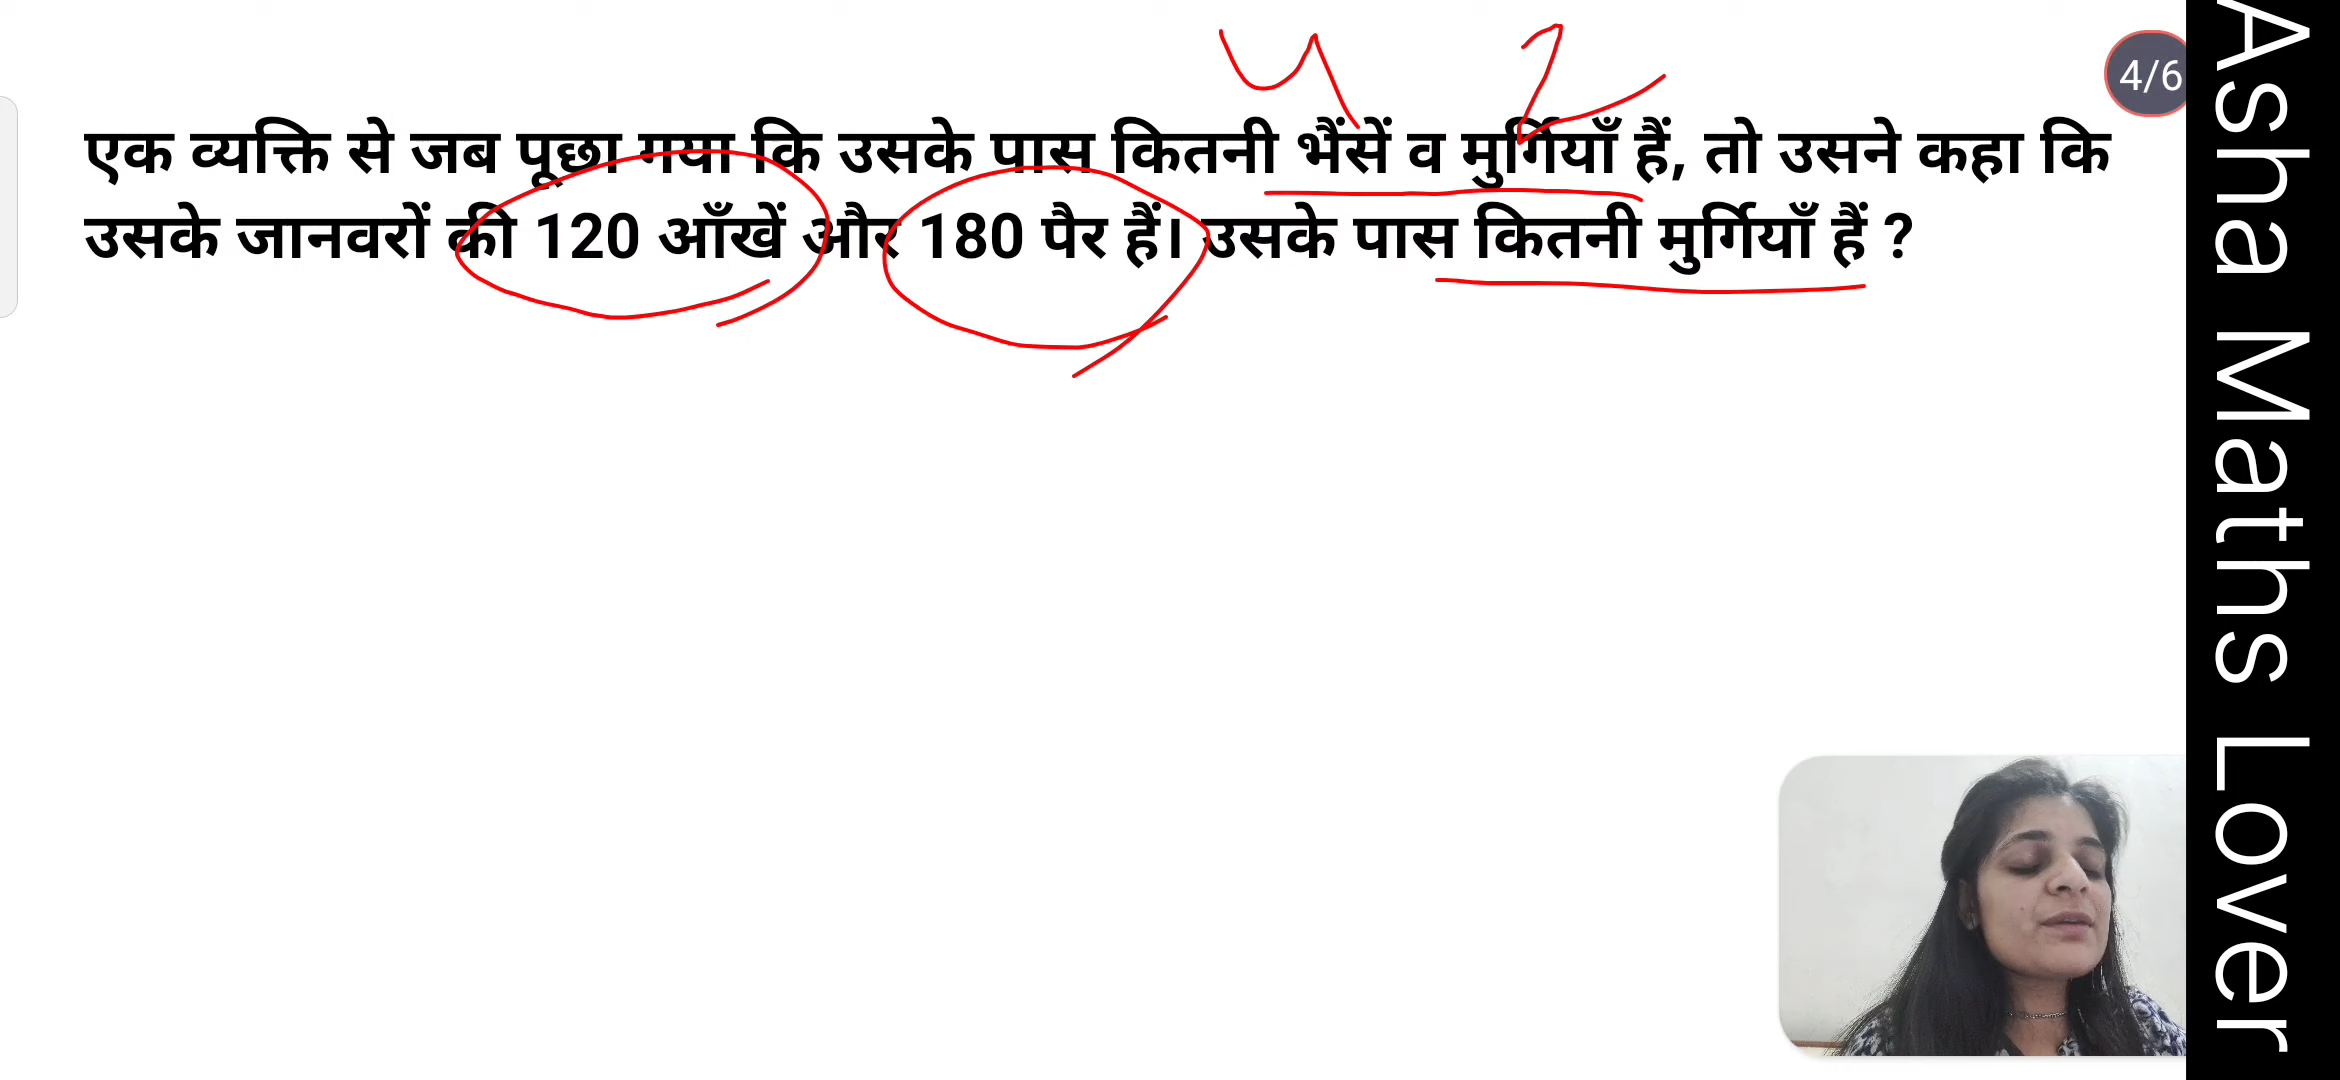 4 2
4/6
एक व्यक्ति से जब पूछा गया कि उसके पास कितनी भैंसें व मुर्गियाँ हैं, तो उसने कहा कि
उसके जानवरों की 120 आँखें और 180 पैर हैं। उसके पास कितनी मुर्गियाँ हैं ?
Asha Maths Lover